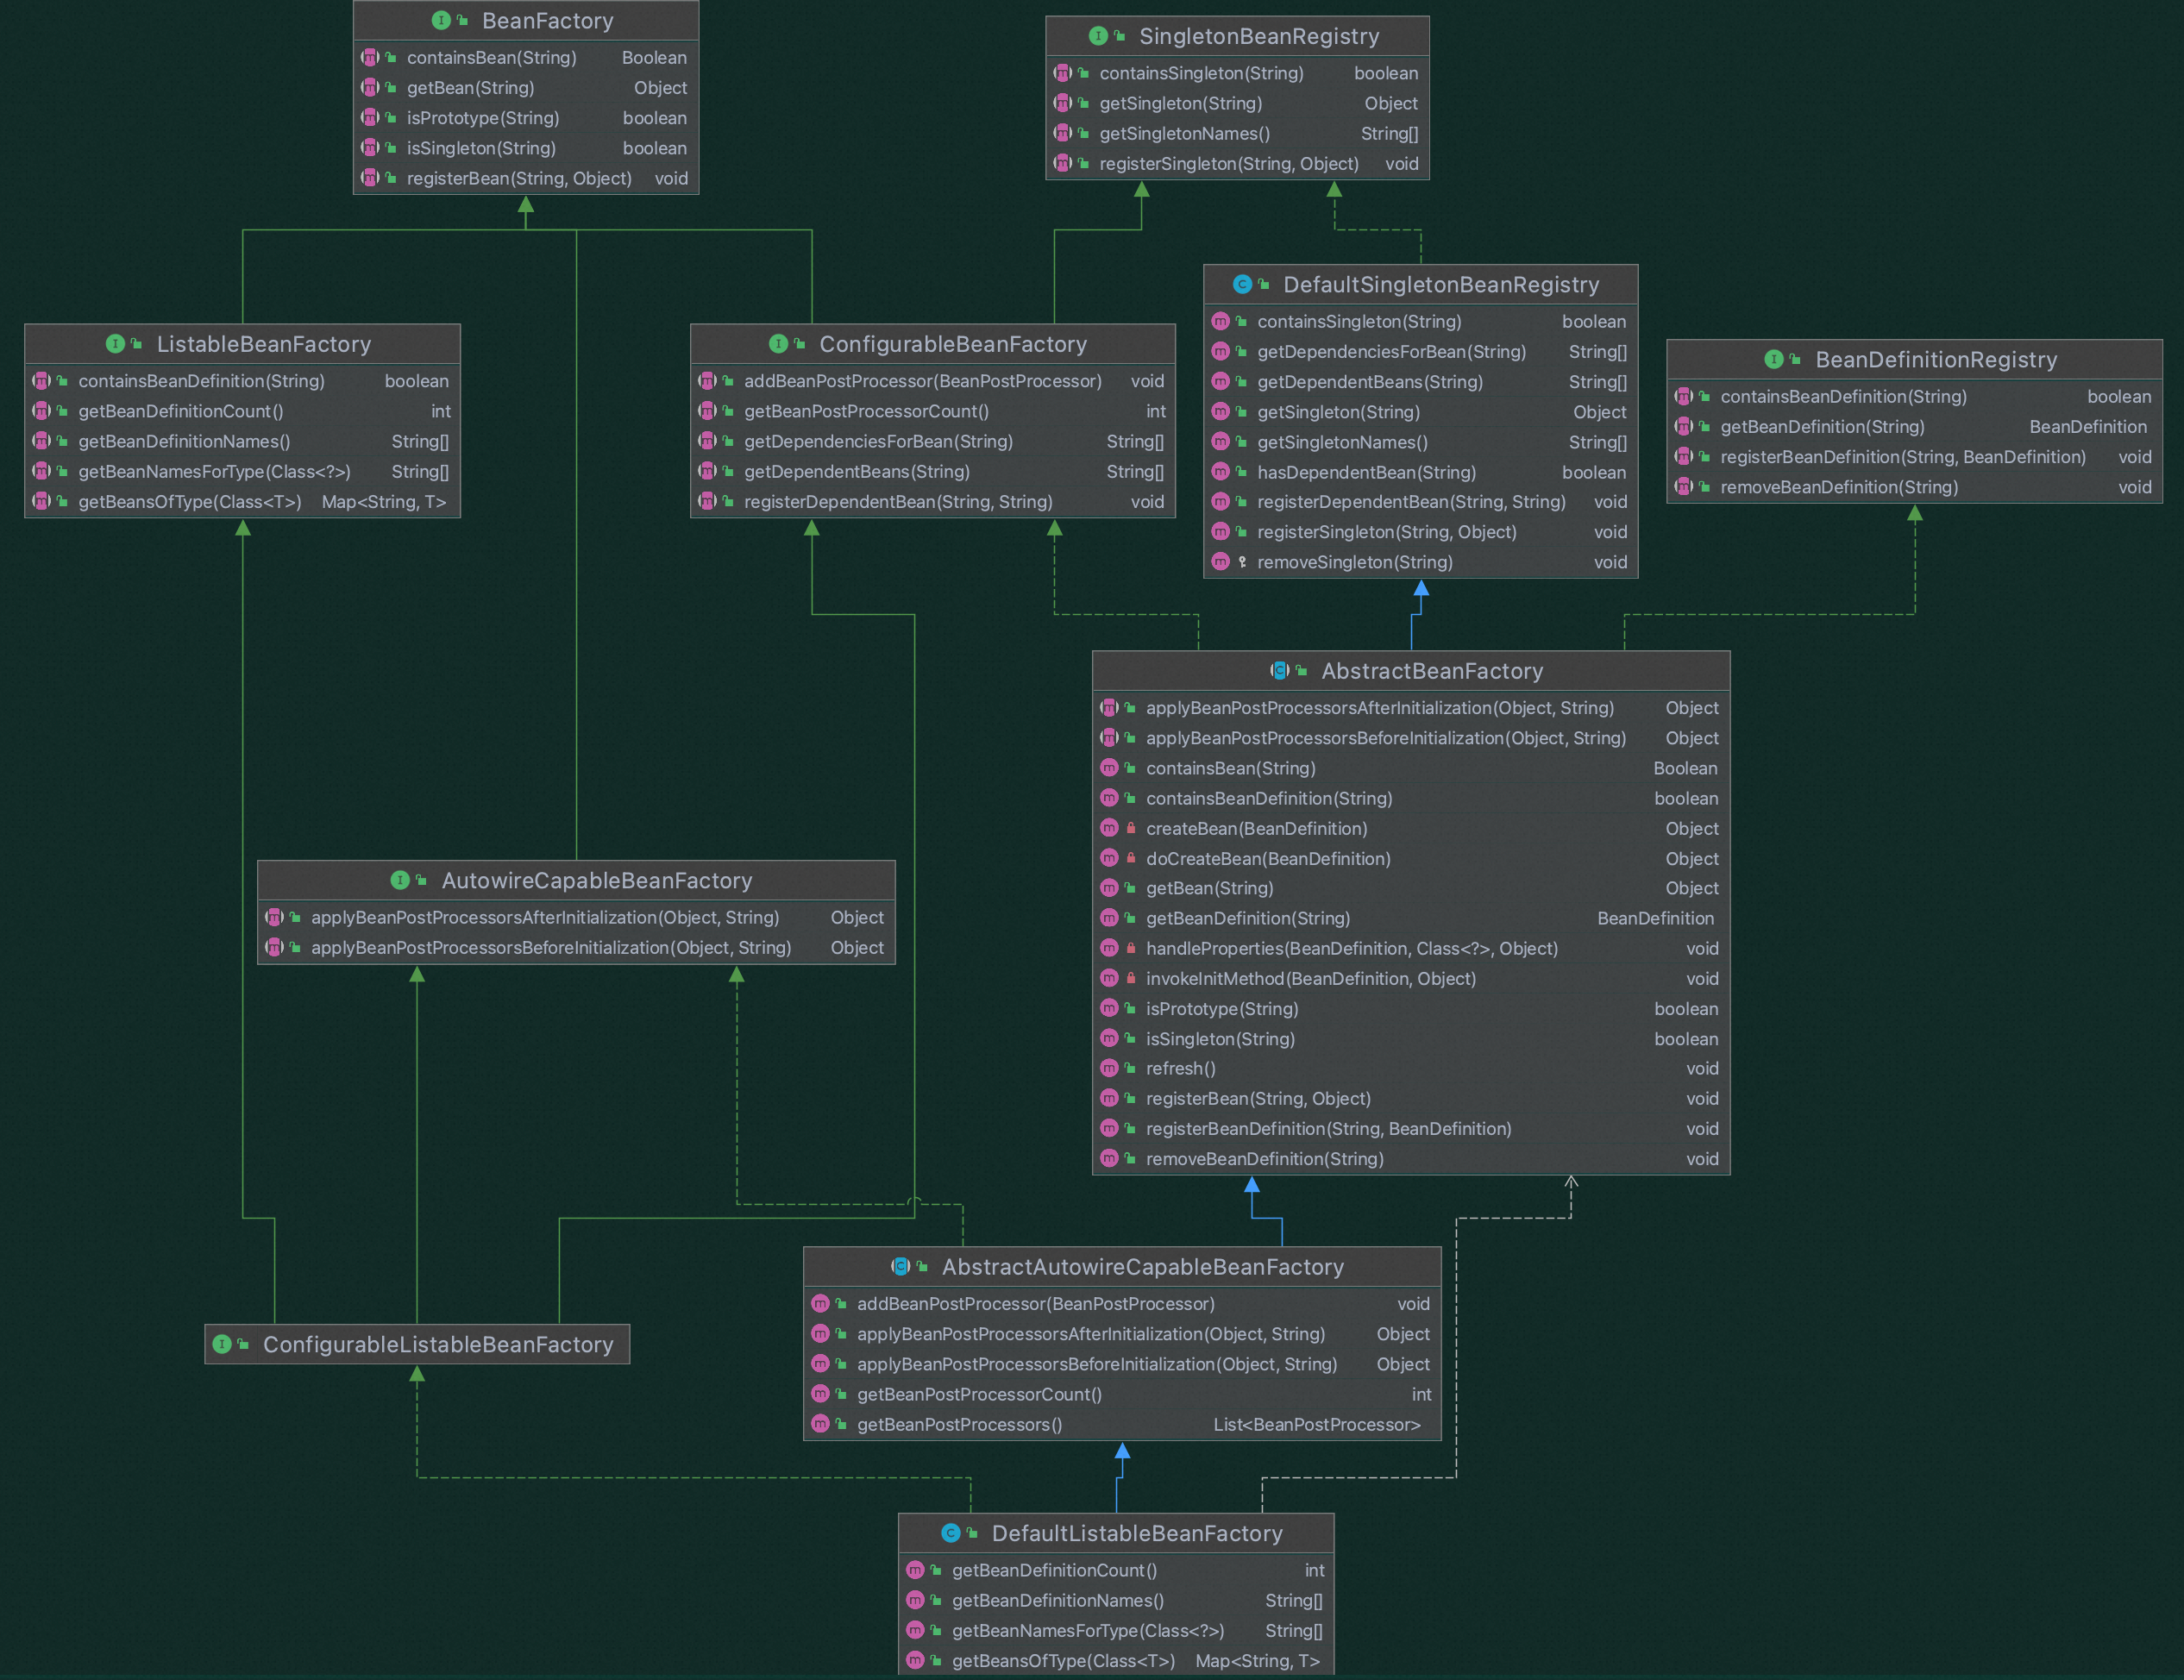 BeanFactory
containsBean(String) Boolean
getBean(String) Object
isPrototype(String) boolean
isSingleton(String) boolean
registerBean(String, Object) void
SingletonBeanRegistry
containsSingleton(String) boolean
getSingleton(String) Object
getSingletonNames() String[]
registerSingleton(String, Object) void
ListableBeanFactory
containsBeanDefinition(String) boolean
getBeanDefinitionCount() int
getBeanDefinitionNames() String[]
getBeanNamesForType(Class<?>) String[]
getBeansOfType(Class<T>) Map<String, T>
ConfigurableBeanFactory
addBeanPostProcessor(BeanPostProcessor) void
getBeanPostProcessorCount() int
getDependenciesForBean(String) String[]
getDependentBeans(String) String[]
registerDependentBean(String, String) void
DefaultSingletonBeanRegistry
containsSingleton(String) boolean
getDependenciesForBean(String) String[]
getDependentBeans(String) String[]
getSingleton(String) Object
getSingletonNames() String[]
hasDependentBean(String) boolean
registerDependentBean(String, String) void
registerSingleton(String, Object) void
removeSingleton(String) void
BeanDefinitionRegistry
containsBeanDefinition(String) boolean
getBeanDefinition(String) BeanDefinition
registerBeanDefinition(String, BeanDefinition) void
removeBeanDefinition(String) void
AbstractBeanFactory
applyBeanPostProcessorsAfterInitialization(Object, String) Object
applyBeanPostProcessorsBeforeInitialization(Object, String) Object
containsBean(String) Boolean
containsBeanDefinition(String) boolean
createBean(BeanDefinition) Object
doCreateBean(BeanDefinition) Object
getBean(String) Object
getBeanDefinition(String) BeanDefinition
handleProperties(BeanDefinition, Class<?>, Object) void
invokeInitMethod(BeanDefinition, Object) void
isPrototype(String) boolean
isSingleton(String) boolean
refresh() void
registerBean(String, Object) void
registerBeanDefinition(String, BeanDefinition) void
removeBeanDefinition(String) void
AutowireCapableBeanFactory
applyBeanPostProcessorsAfterInitialization(Object, String) Object
applyBeanPostProcessorsBeforeInitialization(Object, String) Object
AbstractAutowireCapableBeanFactory
addBeanPostProcessor(BeanPostProcessor) void
applyBeanPostProcessorsAfterInitialization(Object, String) Object
applyBeanPostProcessorsBeforeInitialization(Object, String) Object
getBeanPostProcessorCount() int
getBeanPostProcessors() List<BeanPostProcessor>
ConfigurableListableBeanFactory
DefaultListableBeanFactory
getBeanDefinitionCount() int
getBeanDefinitionNames() String[]
getBeanNamesForType(Class<?>) String[]
getBeansOfType(Class<T>) Map<String, T>